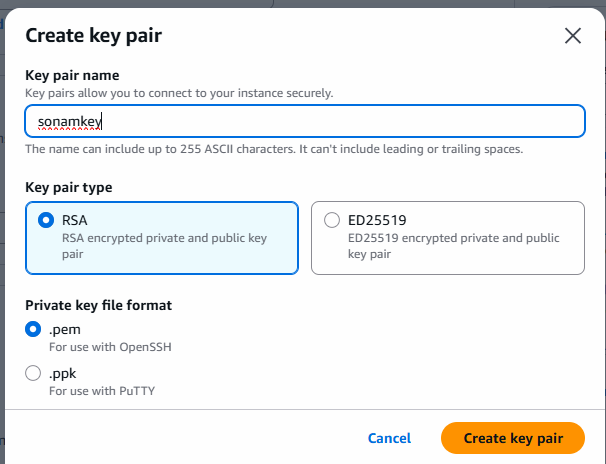 Create key pair
Key pair name
Key pairs allow you to connect to your instance securely.
sonamkey
The name can include up to 255 ASCII characters. It can't include leading or trailing spaces.
Key pair type
RSA
RSA encrypted private and public key
pair
ED25519
ED25519 encrypted private and public
key pair
Private key file format
.pem
For use with OpenSSH
.ppk
For use with PuTTY
Cancel
Create key pair